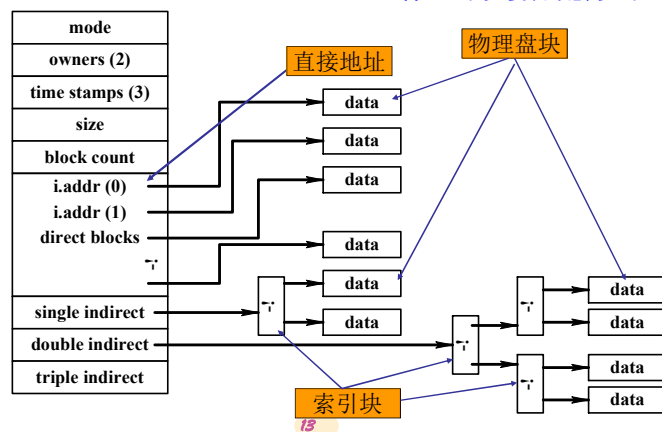 mode
owners (2)
time stamps (3)
size
block count
i.addr (0)
i.addr (1)
direct blocks
single indirect
double indirect
triple indirect
直接地址
物理盘块
data
data
data
data
data
data
data
data
data
data
索引块
13